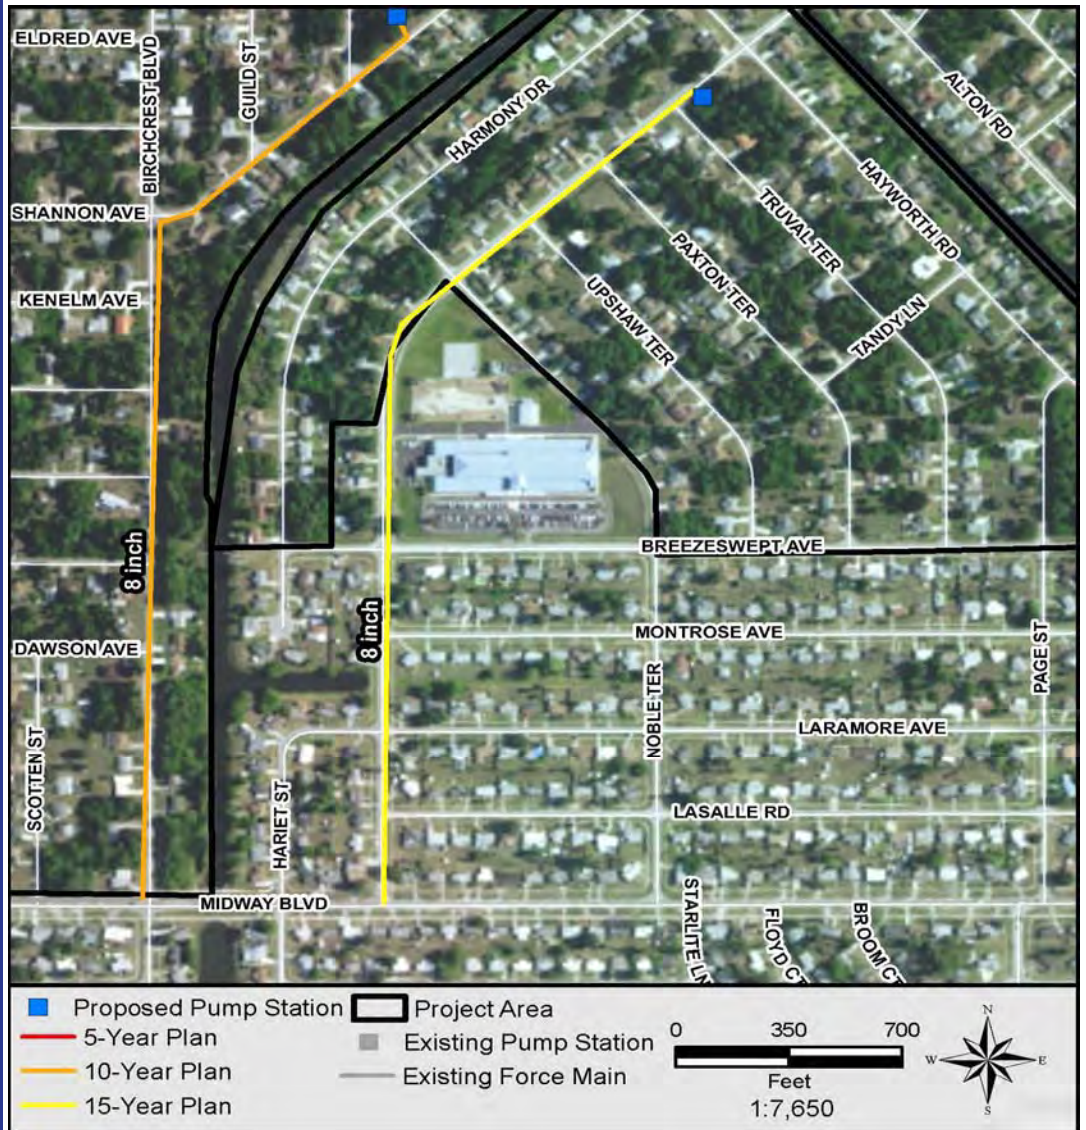 ELDRED AVE
BIRCHCREST BLVD
GUILD ST
HARMONY DR
ALTON RD
SHANNON AVE
HAYWORTH RD
TRUVAL TER
PAXTON TER
KENELM AVE
UPSHAW TER
TANDY LN
8 inch
BREEZESWEPT AVE
8 inch
DAWSON AVE
MONTROSE AVE
PAGE ST
NOBLE TER
LARAMORE AVE
SCOTTEN ST
HARIET ST
LASALLE RD
MIDWAY BLVD
STARLITE LN
FLOYD CT
BROOM CT
Proposed Pump Station
5-Year Plan
10-Year Plan
15-Year Plan
Project Area
Existing Pump Station
Existing Force Main
0 350 700
Feet
1:7,650
N
W E
S